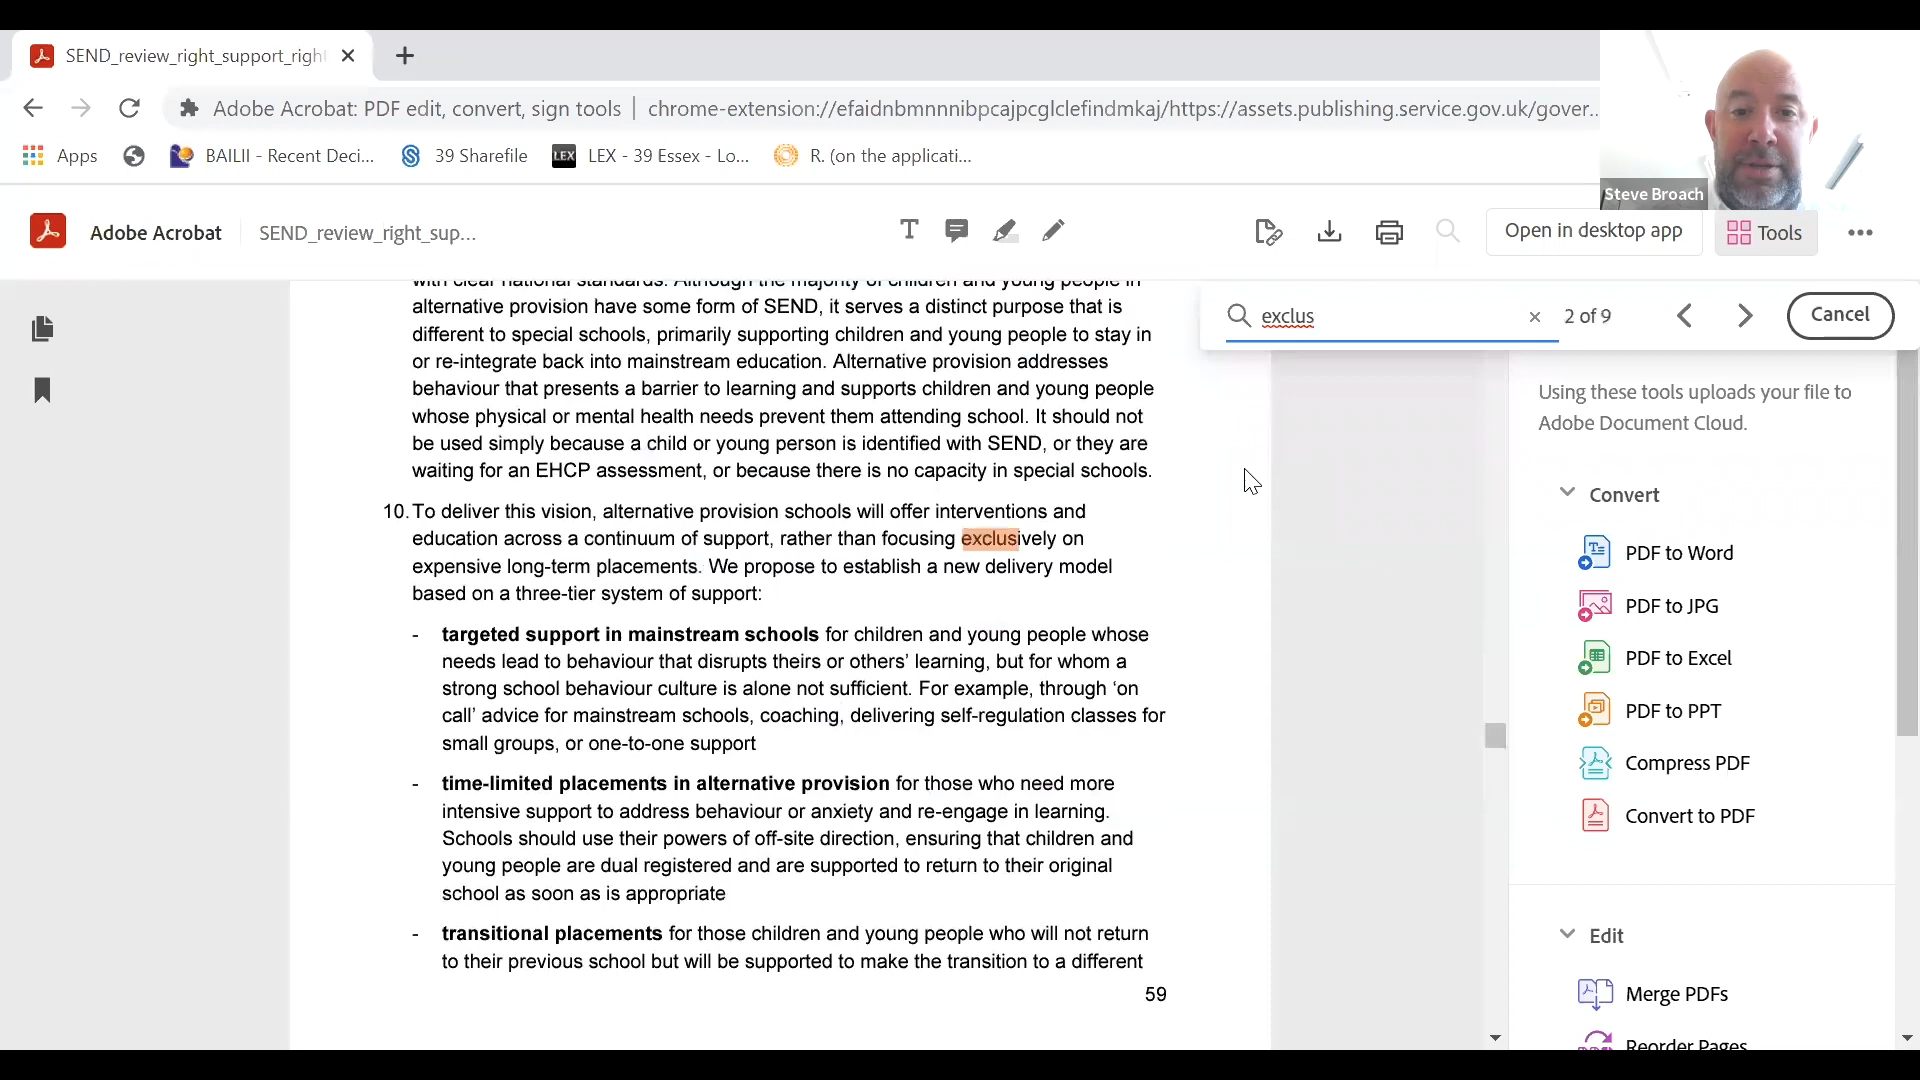 SEND_review_right_support_right
Adobe Acrobat: PDF edit, convert, sign tools | chrome-extension://efaidnbmnnnibpcajpcglclefindmkaj/https://assets.publishing.service.gov.uk/gover...
Apps
BAILII - Recent Deci...
39 Sharefile
LEX
LEX - 39 Essex - Lo...
R. (on the applicati...
Steve Broach
Adobe Acrobat
SEND_review_right_sup...
Open in desktop app
Tools
exclus
2 of 9
Cancel
with clear national standards. Although the majority of children and young people in
alternative provision have some form of SEND, it serves a distinct purpose that is
different to special schools, primarily supporting children and young people to stay in
or re-integrate back into mainstream education. Alternative provision addresses
behaviour that presents a barrier to learning and supports children and young people
whose physical or mental health needs prevent them attending school. It should not
be used simply because a child or young person is identified with SEND, or they are
waiting for an EHCP assessment, or because there is no capacity in special schools.
10. To deliver this vision, alternative provision schools will offer interventions and
education across a continuum of support, rather than focusing exclusively on
expensive long-term placements. We propose to establish a new delivery model
based on a three-tier system of support:
- targeted support in mainstream schools for children and young people whose
needs lead to behaviour that disrupts theirs or others’ learning, but for whom a
strong school behaviour culture is alone not sufficient. For example, through ‘on
call’ advice for mainstream schools, coaching, delivering self-regulation classes for
small groups, or one-to-one support
- time-limited placements in alternative provision for those who need more
intensive support to address behaviour or anxiety and re-engage in learning.
Schools should use their powers of off-site direction, ensuring that children and
young people are dual registered and are supported to return to their original
school as soon as is appropriate
- transitional placements for those children and young people who will not return
to their previous school but will be supported to make the transition to a different
59
Using these tools uploads your file to
Adobe Document Cloud.
Convert
PDF to Word
PDF to JPG
PDF to Excel
PDF to PPT
Compress PDF
Convert to PDF
Edit
Merge PDFs
Reorder Pages